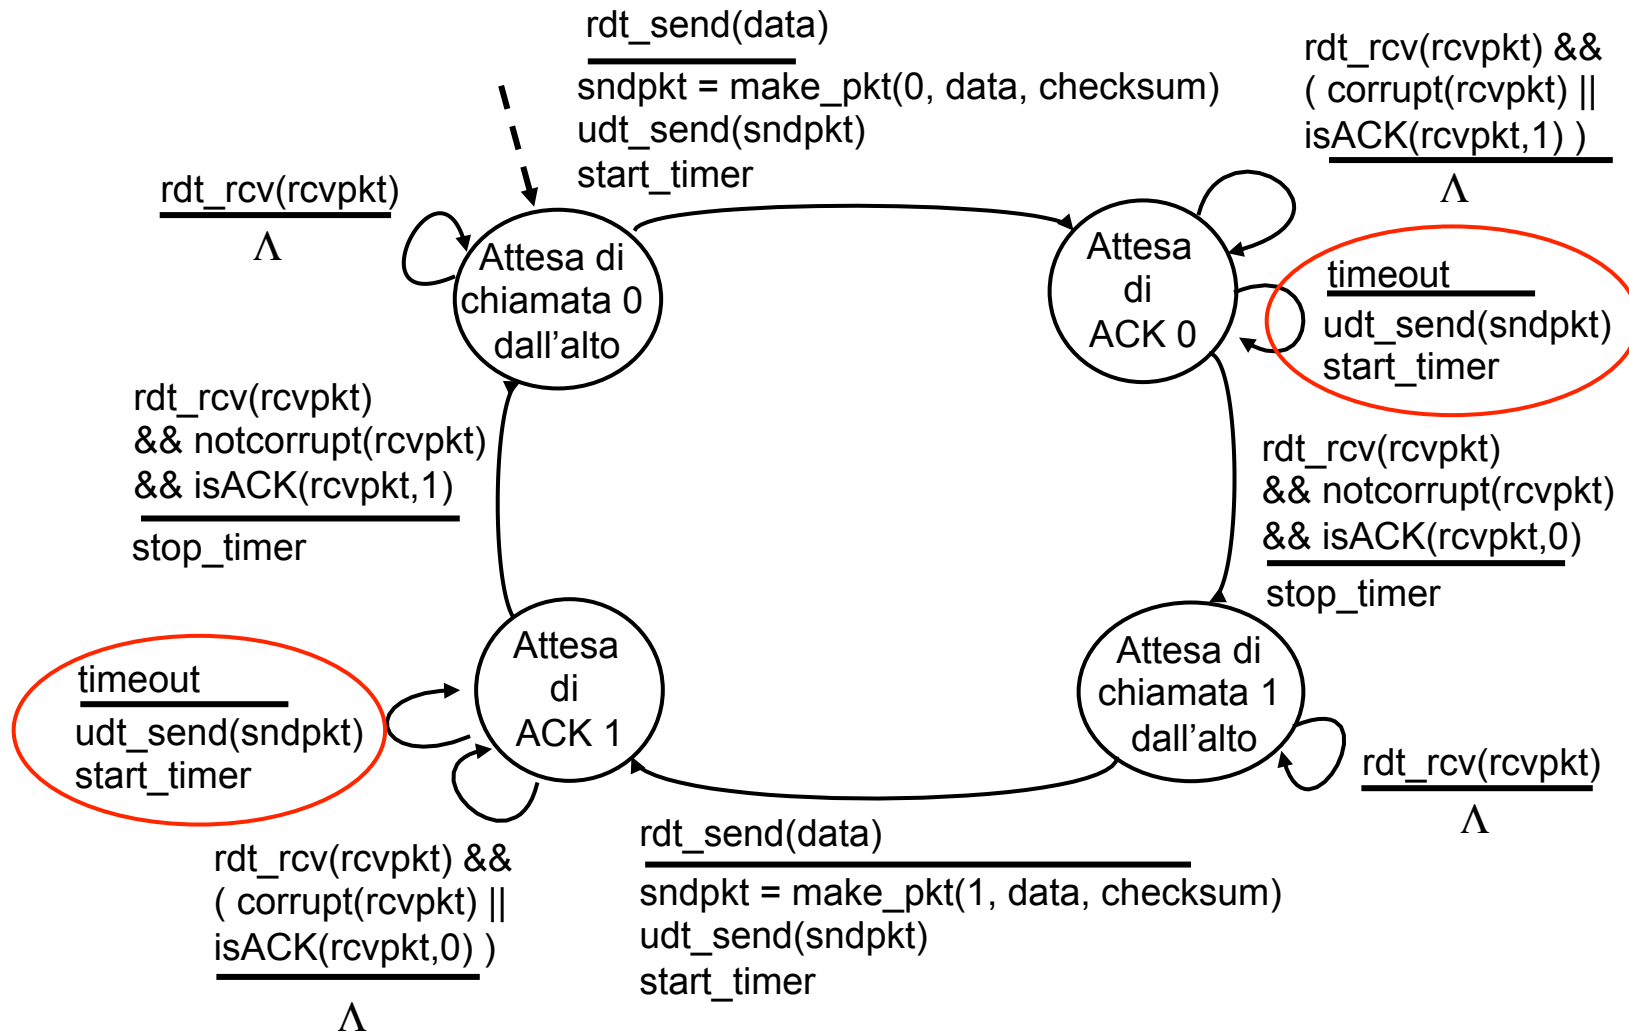 rdt_send(data)
sndpkt = make_pkt(0, data, checksum)
udt_send(sndpkt)
start_timer
rdt_rcv(rcvpkt) &&
( corrupt(rcvpkt) ||
isACK(rcvpkt,1) )
Λ
rdt_rcv(rcvpkt)
Λ
Attesa di
chiamata 0
dall'alto
Attesa
di
ACK 0
timeout
udt_send(sndpkt)
start_timer
rdt_rcv(rcvpkt)
&& notcorrupt(rcvpkt)
&& isACK(rcvpkt,1)
stop_timer
rdt_rcv(rcvpkt)
&& notcorrupt(rcvpkt)
&& isACK(rcvpkt,0)
stop_timer
timeout
udt_send(sndpkt)
start_timer
Attesa
di
ACK 1
Attesa di
chiamata 1
dall'alto
rdt_rcv(rcvpkt)
Λ
rdt_rcv(rcvpkt) &&
( corrupt(rcvpkt) ||
isACK(rcvpkt,0) )
Λ
rdt_send(data)
sndpkt = make_pkt(1, data, checksum)
udt_send(sndpkt)
start_timer